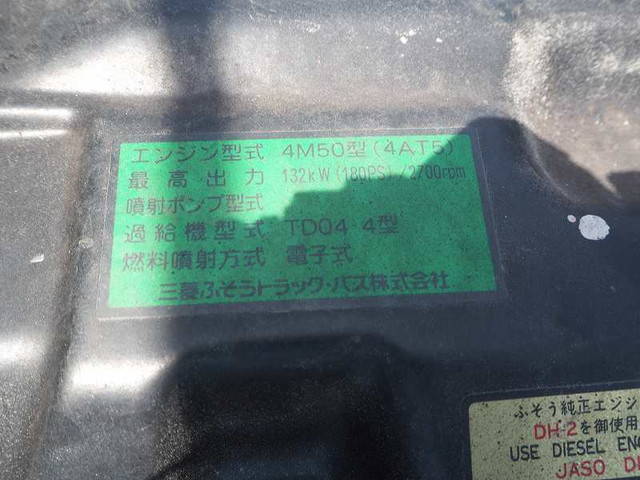 エンジン型式 4M50型(4AT5)
最高出力 132kW(180PS)/2700rpm
噴射ポンプ型式
過給機型式 TD04-4型
燃料噴射方式 電子式
三菱ふそうトラック・バス株式会社
ふそう純正エンジ
DH-2を御使用
USE DIESEL ENG
JASO D